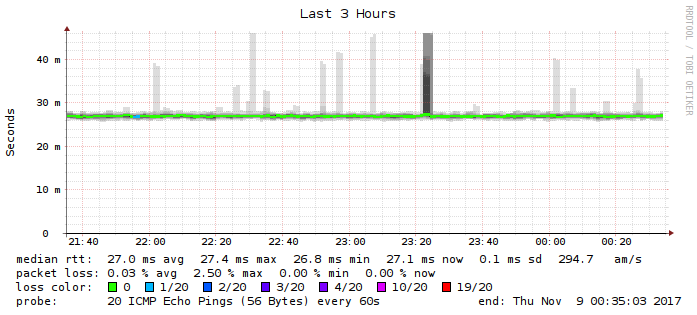 Last 3 Hours
RRDTOOL / TOBI OETIKER
Seconds
40 m
30 m
20 m
10 m
0
21:40 22:00 22:20 22:40 23:00 23:20 23:40 00:00 00:20
median rtt: 27.0 ms avg 27.4 ms max 26.8 ms min 27.1 ms now 0.1 ms sd 294.7 am/s
packet loss: 0.03 % avg 2.50 % max 0.00 % min 0.00 % now
loss color: 0 1/20 2/20 3/20 4/20 10/20 19/20
probe: 20 ICMP Echo Pings (56 Bytes) every 60s end: Thu Nov 9 00:35:03 2017